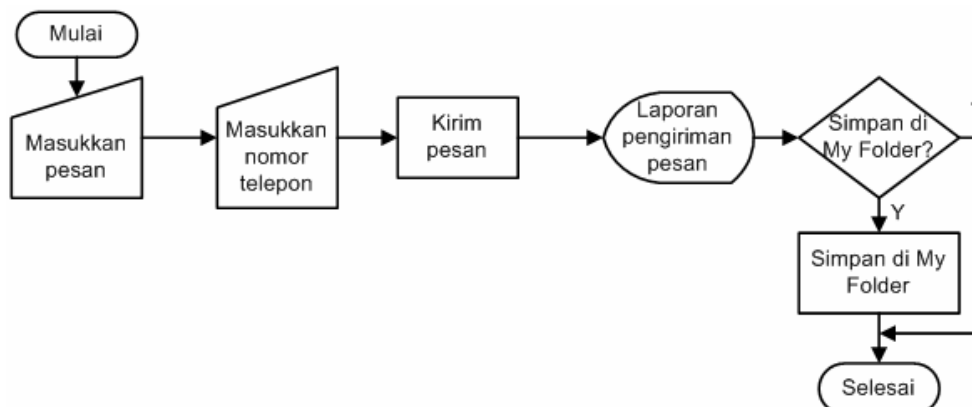 Mulai
Masukkan
pesan
Masukkan
nomor
telepon
Kirim
pesan
Laporan
pengiriman
pesan
Simpan di
My Folder?
Y
Simpan di My
Folder
Selesai